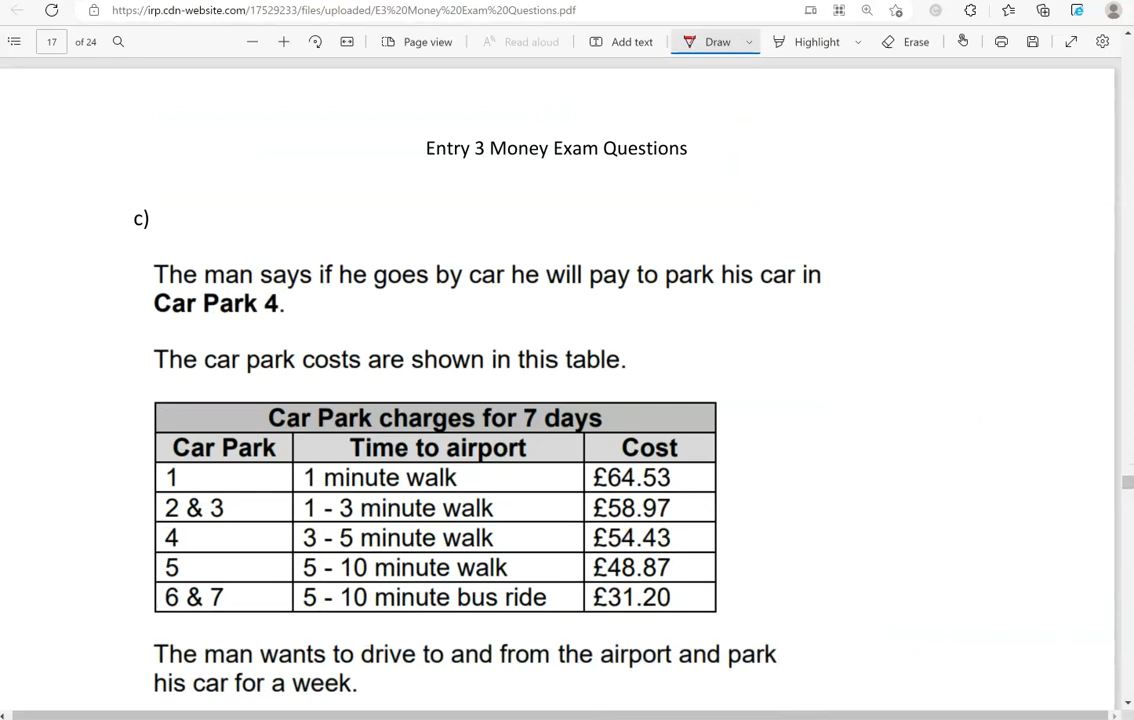 https://irp.cdn-website.com/17529233/files/uploaded/E3%20Money%20Exam%20Questions.pdf
17 of 24 Page view Read aloud Add text Draw Highlight Erase
Entry 3 Money Exam Questions
c)
The man says if he goes by car he will pay to park his car in
Car Park 4.
The car park costs are shown in this table.
Car Park charges for 7 days
Car Park Time to airport Cost
1 1 minute walk £64.53
2 & 3 1 - 3 minute walk £58.97
4 3 - 5 minute walk £54.43
5 5 - 10 minute walk £48.87
6 & 7 5 - 10 minute bus ride £31.20
The man wants to drive to and from the airport and park
his car for a week.